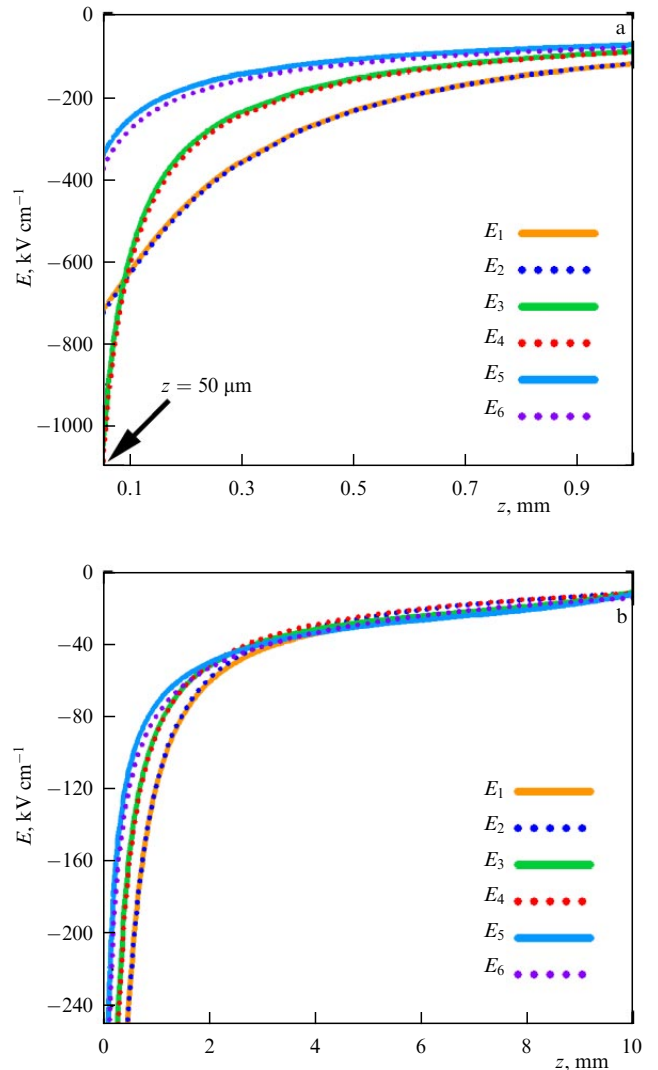 a
0
−200
−400
−600
−800
−1000
E, kV cm⁻¹
E₁
E₂
E₃
E₄
E₅
E₆
z = 50 μm
0.1 0.3 0.5 0.7 0.9
z, mm
b
0
−40
−80
−120
−160
−200
−240
E, kV cm⁻¹
E₁
E₂
E₃
E₄
E₅
E₆
0 2 4 6 8 10
z, mm